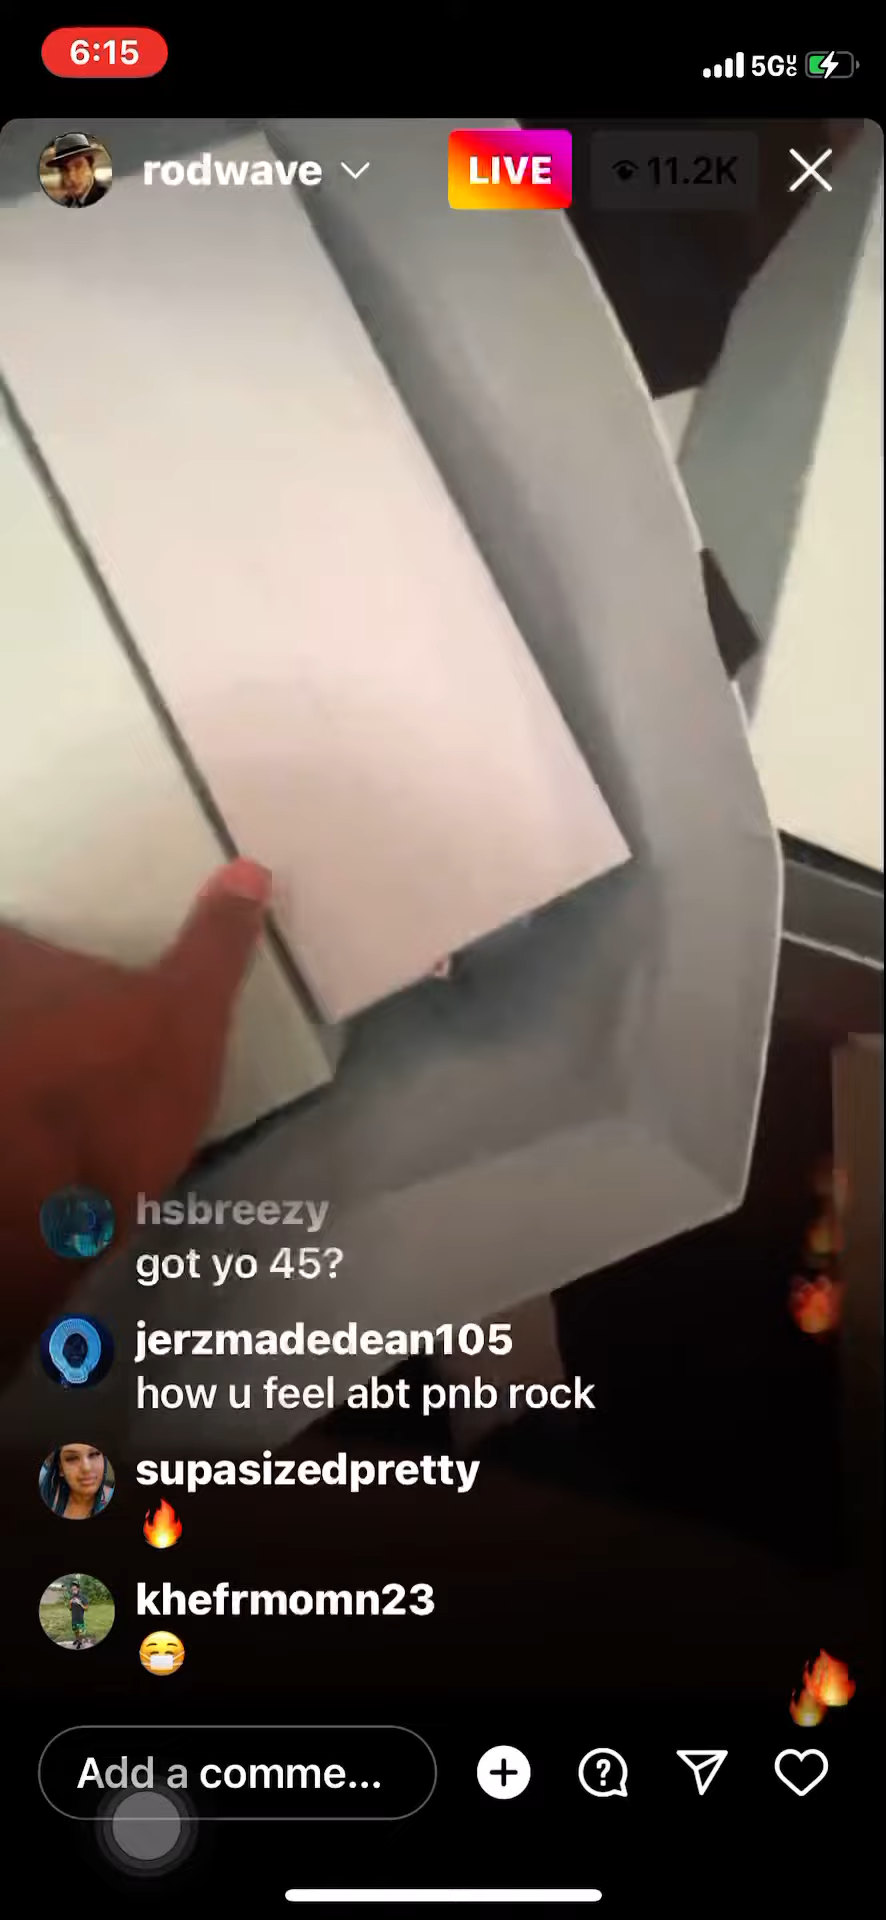 6:15
5GUC
rodwave
LIVE
11.2K
hsbreezy
got yo 45?
jerzmadedean105
how u feel abt pnb rock
supasizedpretty
🔥
khefrmomn23
😷
Add a comme...